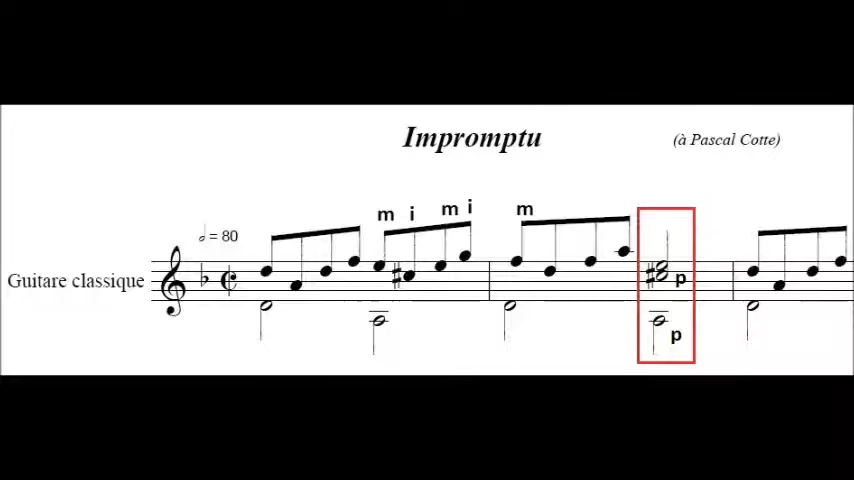 Impromptu
(à Pascal Cotte)
m i m i m
= 80
Guitare classique
p
p